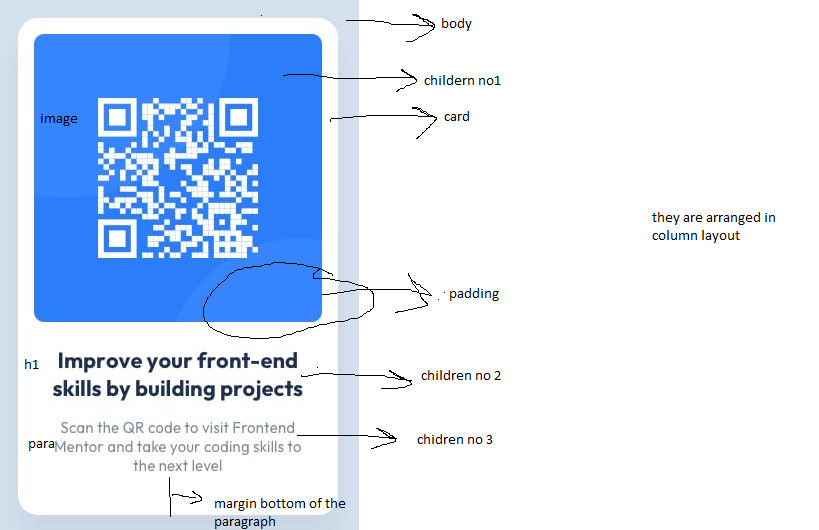 body
childern no1
card
image
they are arranged in
column layout
padding
h1
Improve your front-end
skills by building projects
children no 2
para
Scan the QR code to visit Frontend
Mentor and take your coding skills to
the next level
chidren no 3
margin bottom of the
paragraph